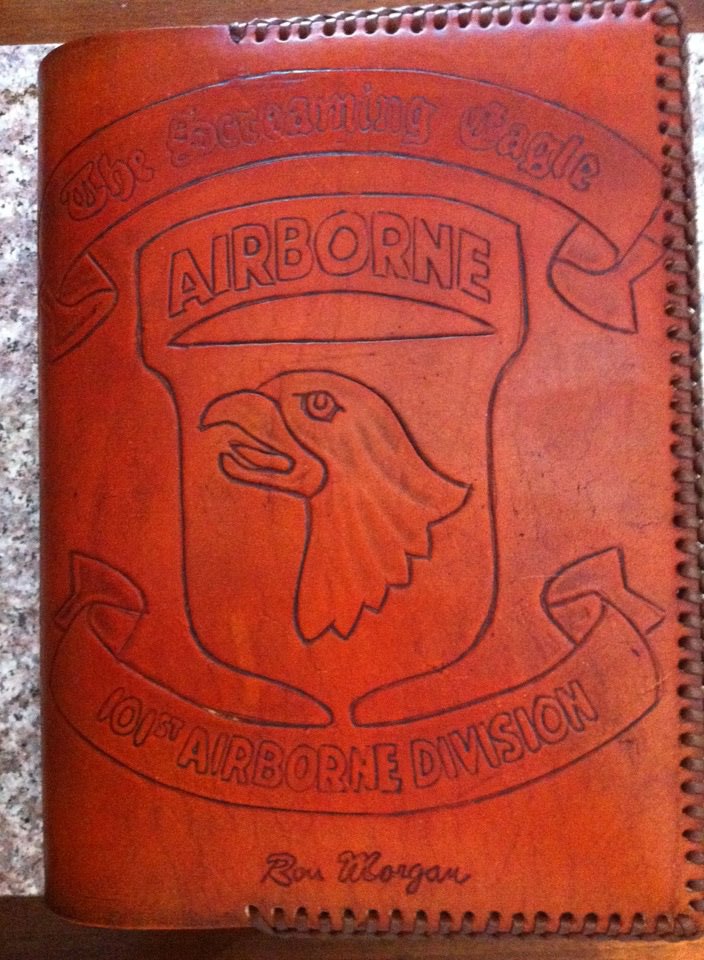 The Screaming Eagle
AIRBORNE
101ST AIRBORNE DIVISION
Ron Morgan